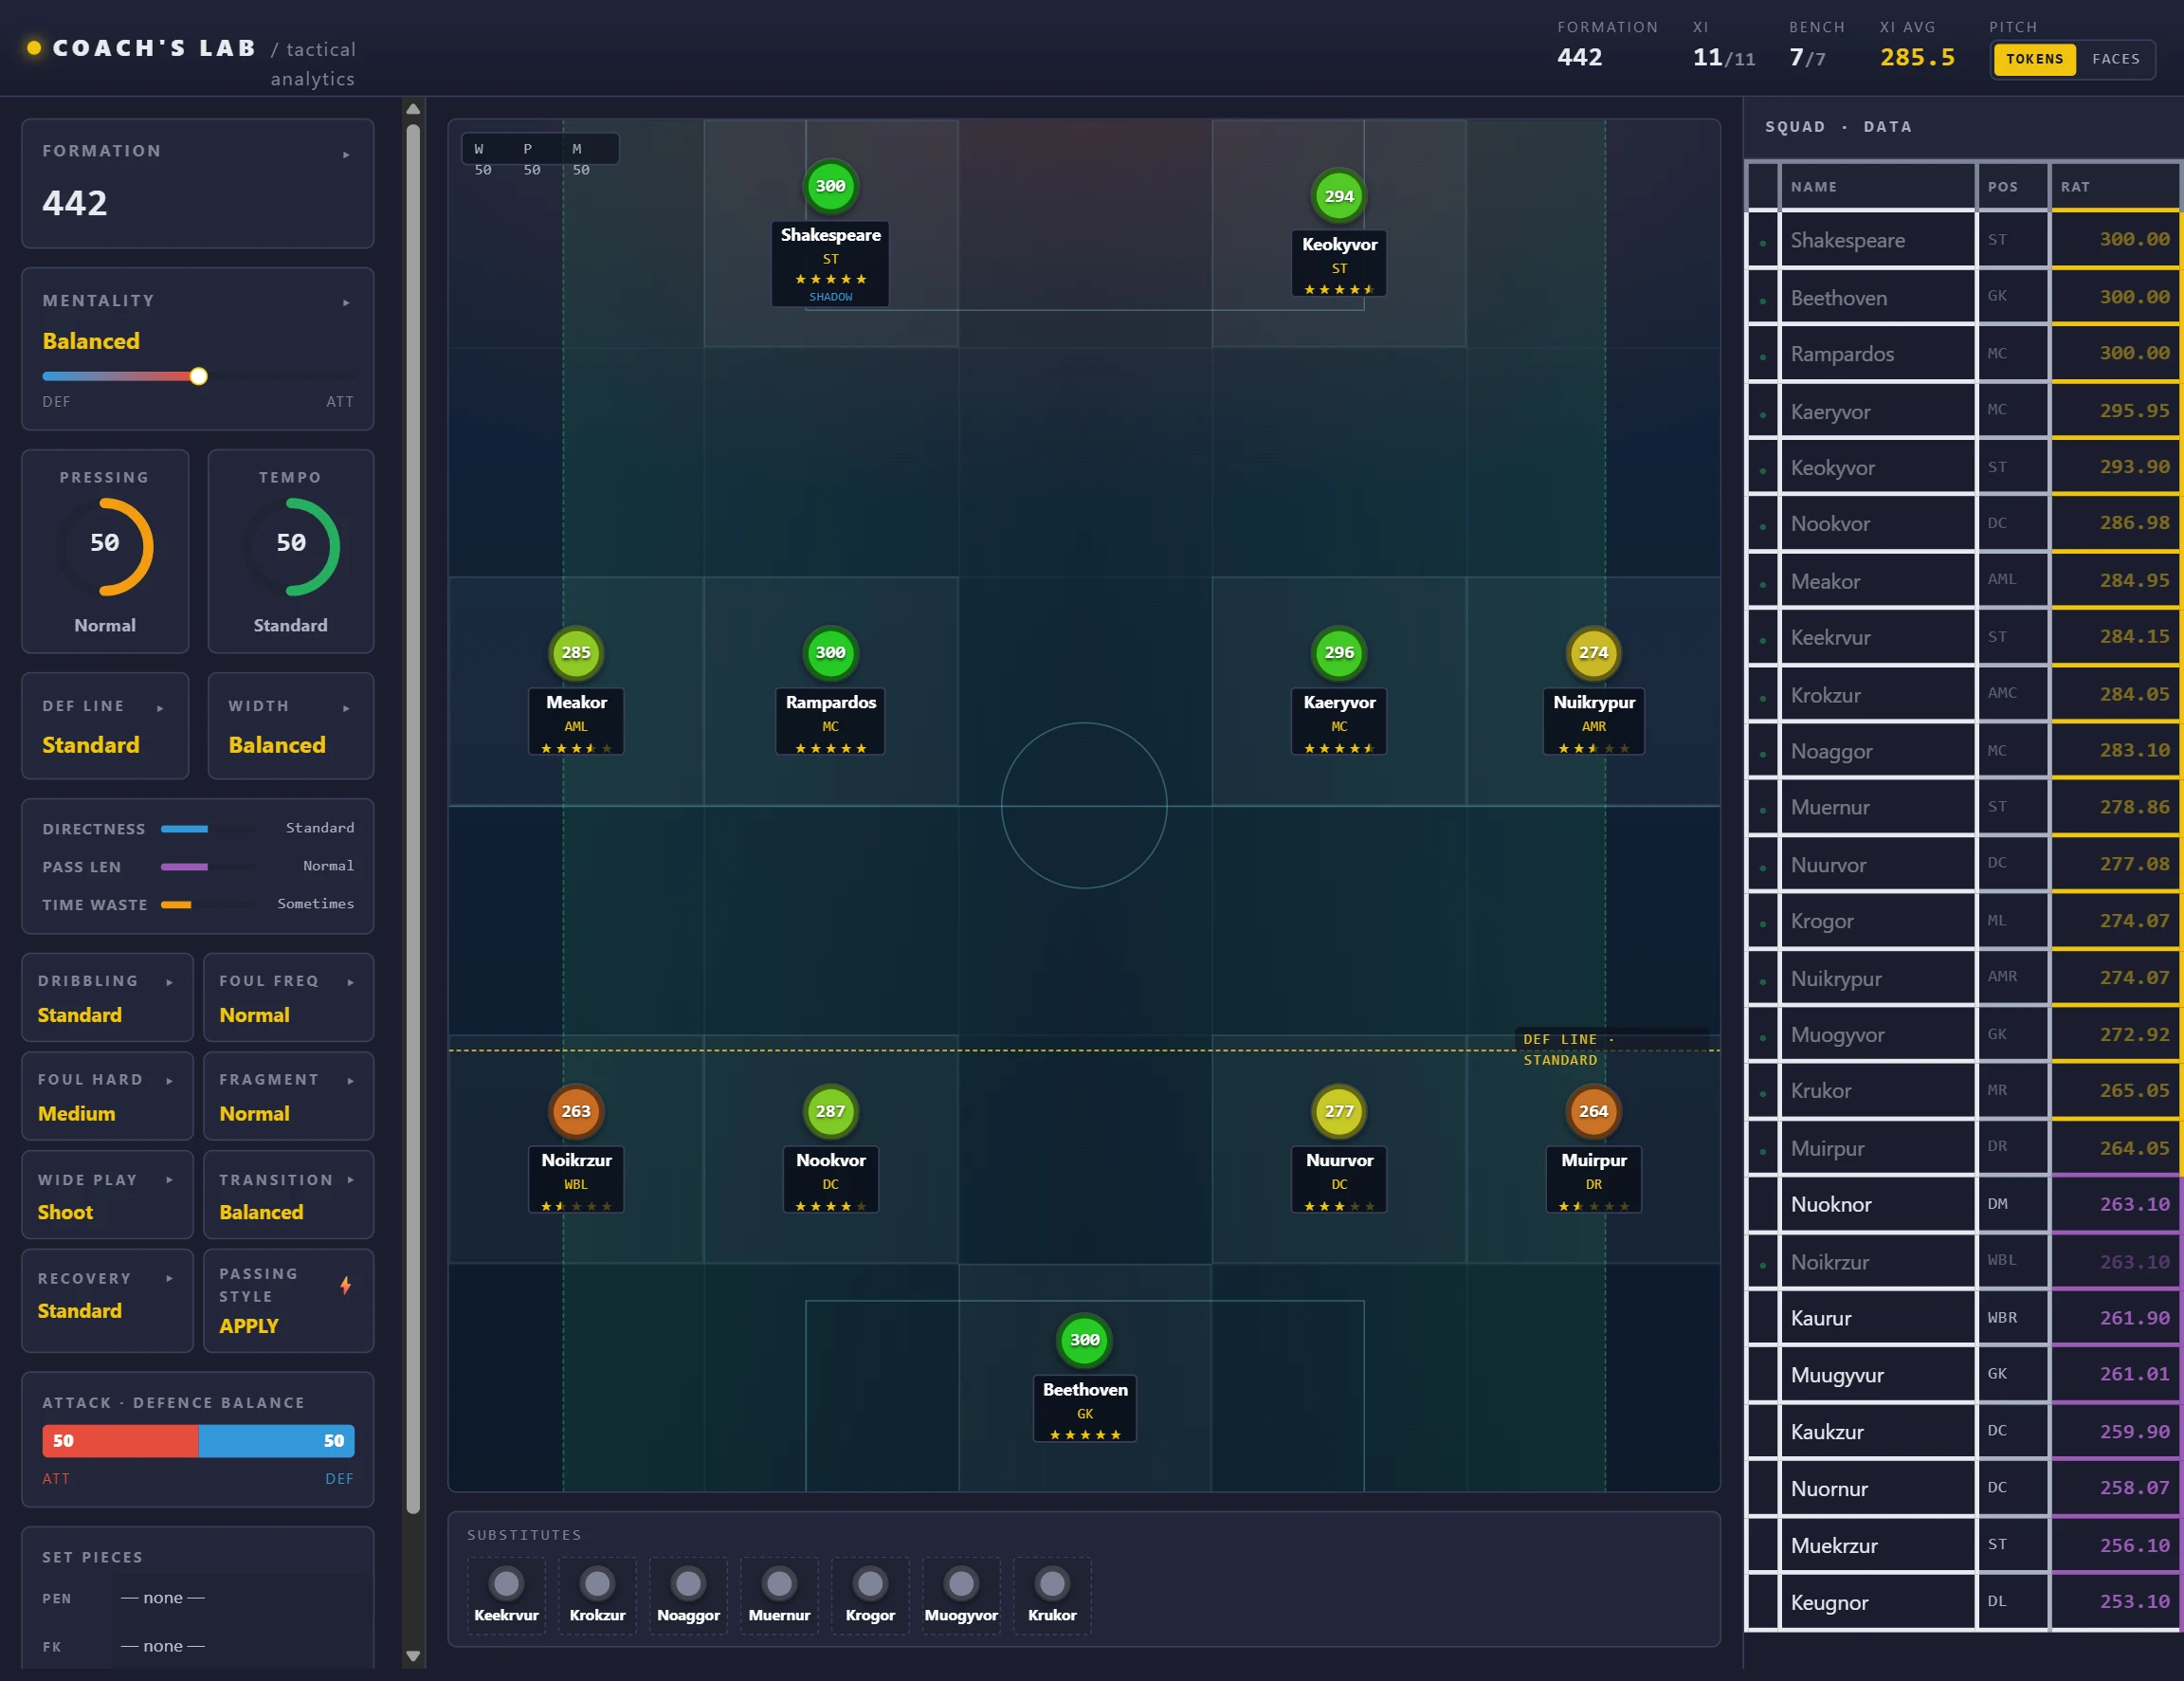 COACH'S LAB / tactical
analytics
FORMATION
442
XI
11/11
BENCH
7/7
XI AVG
285.5
PITCH
TOKENS FACES
FORMATION
442
MENTALITY
Balanced
DEF ATT
PRESSING
50
Normal
TEMPO
50
Standard
DEF LINE
Standard
WIDTH
Balanced
DIRECTNESS Standard
PASS LEN Normal
TIME WASTE Sometimes
DRIBBLING
Standard
FOUL FREQ
Normal
FOUL HARD
Medium
FRAGMENT
Normal
WIDE PLAY
Shoot
TRANSITION
Balanced
RECOVERY
Standard
PASSING
STYLE
APPLY
ATTACK · DEFENCE BALANCE
50 50
ATT DEF
SET PIECES
PEN — none —
FK — none —
W P M
50 50 50
300
Shakespeare
ST
SHADOW
294
Keokyvor
ST
285
Meakor
AML
300
Rampardos
MC
296
Kaeryvor
MC
274
Nuikrypur
AMR
DEF LINE ·
STANDARD
263
Noikrzur
WBL
287
Nookvor
DC
277
Nuurvor
DC
264
Muirpur
DR
300
Beethoven
GK
SUBSTITUTES
Keekrvur Krokzur Noaggor Muernur Krogor Muogyvor Krukor
SQUAD · DATA
NAME POS RAT
Shakespeare ST 300.00
Beethoven GK 300.00
Rampardos MC 300.00
Kaeryvor MC 295.95
Keokyvor ST 293.90
Nookvor DC 286.98
Meakor AML 284.95
Keekrvur ST 284.15
Krokzur AMC 284.05
Noaggor MC 283.10
Muernur ST 278.86
Nuurvor DC 277.08
Krogor ML 274.07
Nuikrypur AMR 274.07
Muogyvor GK 272.92
Krukor MR 265.05
Muirpur DR 264.05
Nuoknor DM 263.10
Noikrzur WBL 263.10
Kaurur WBR 261.90
Muugyvur GK 261.01
Kaukzur DC 259.90
Nuornur DC 258.07
Muekrzur ST 256.10
Keugnor DL 253.10